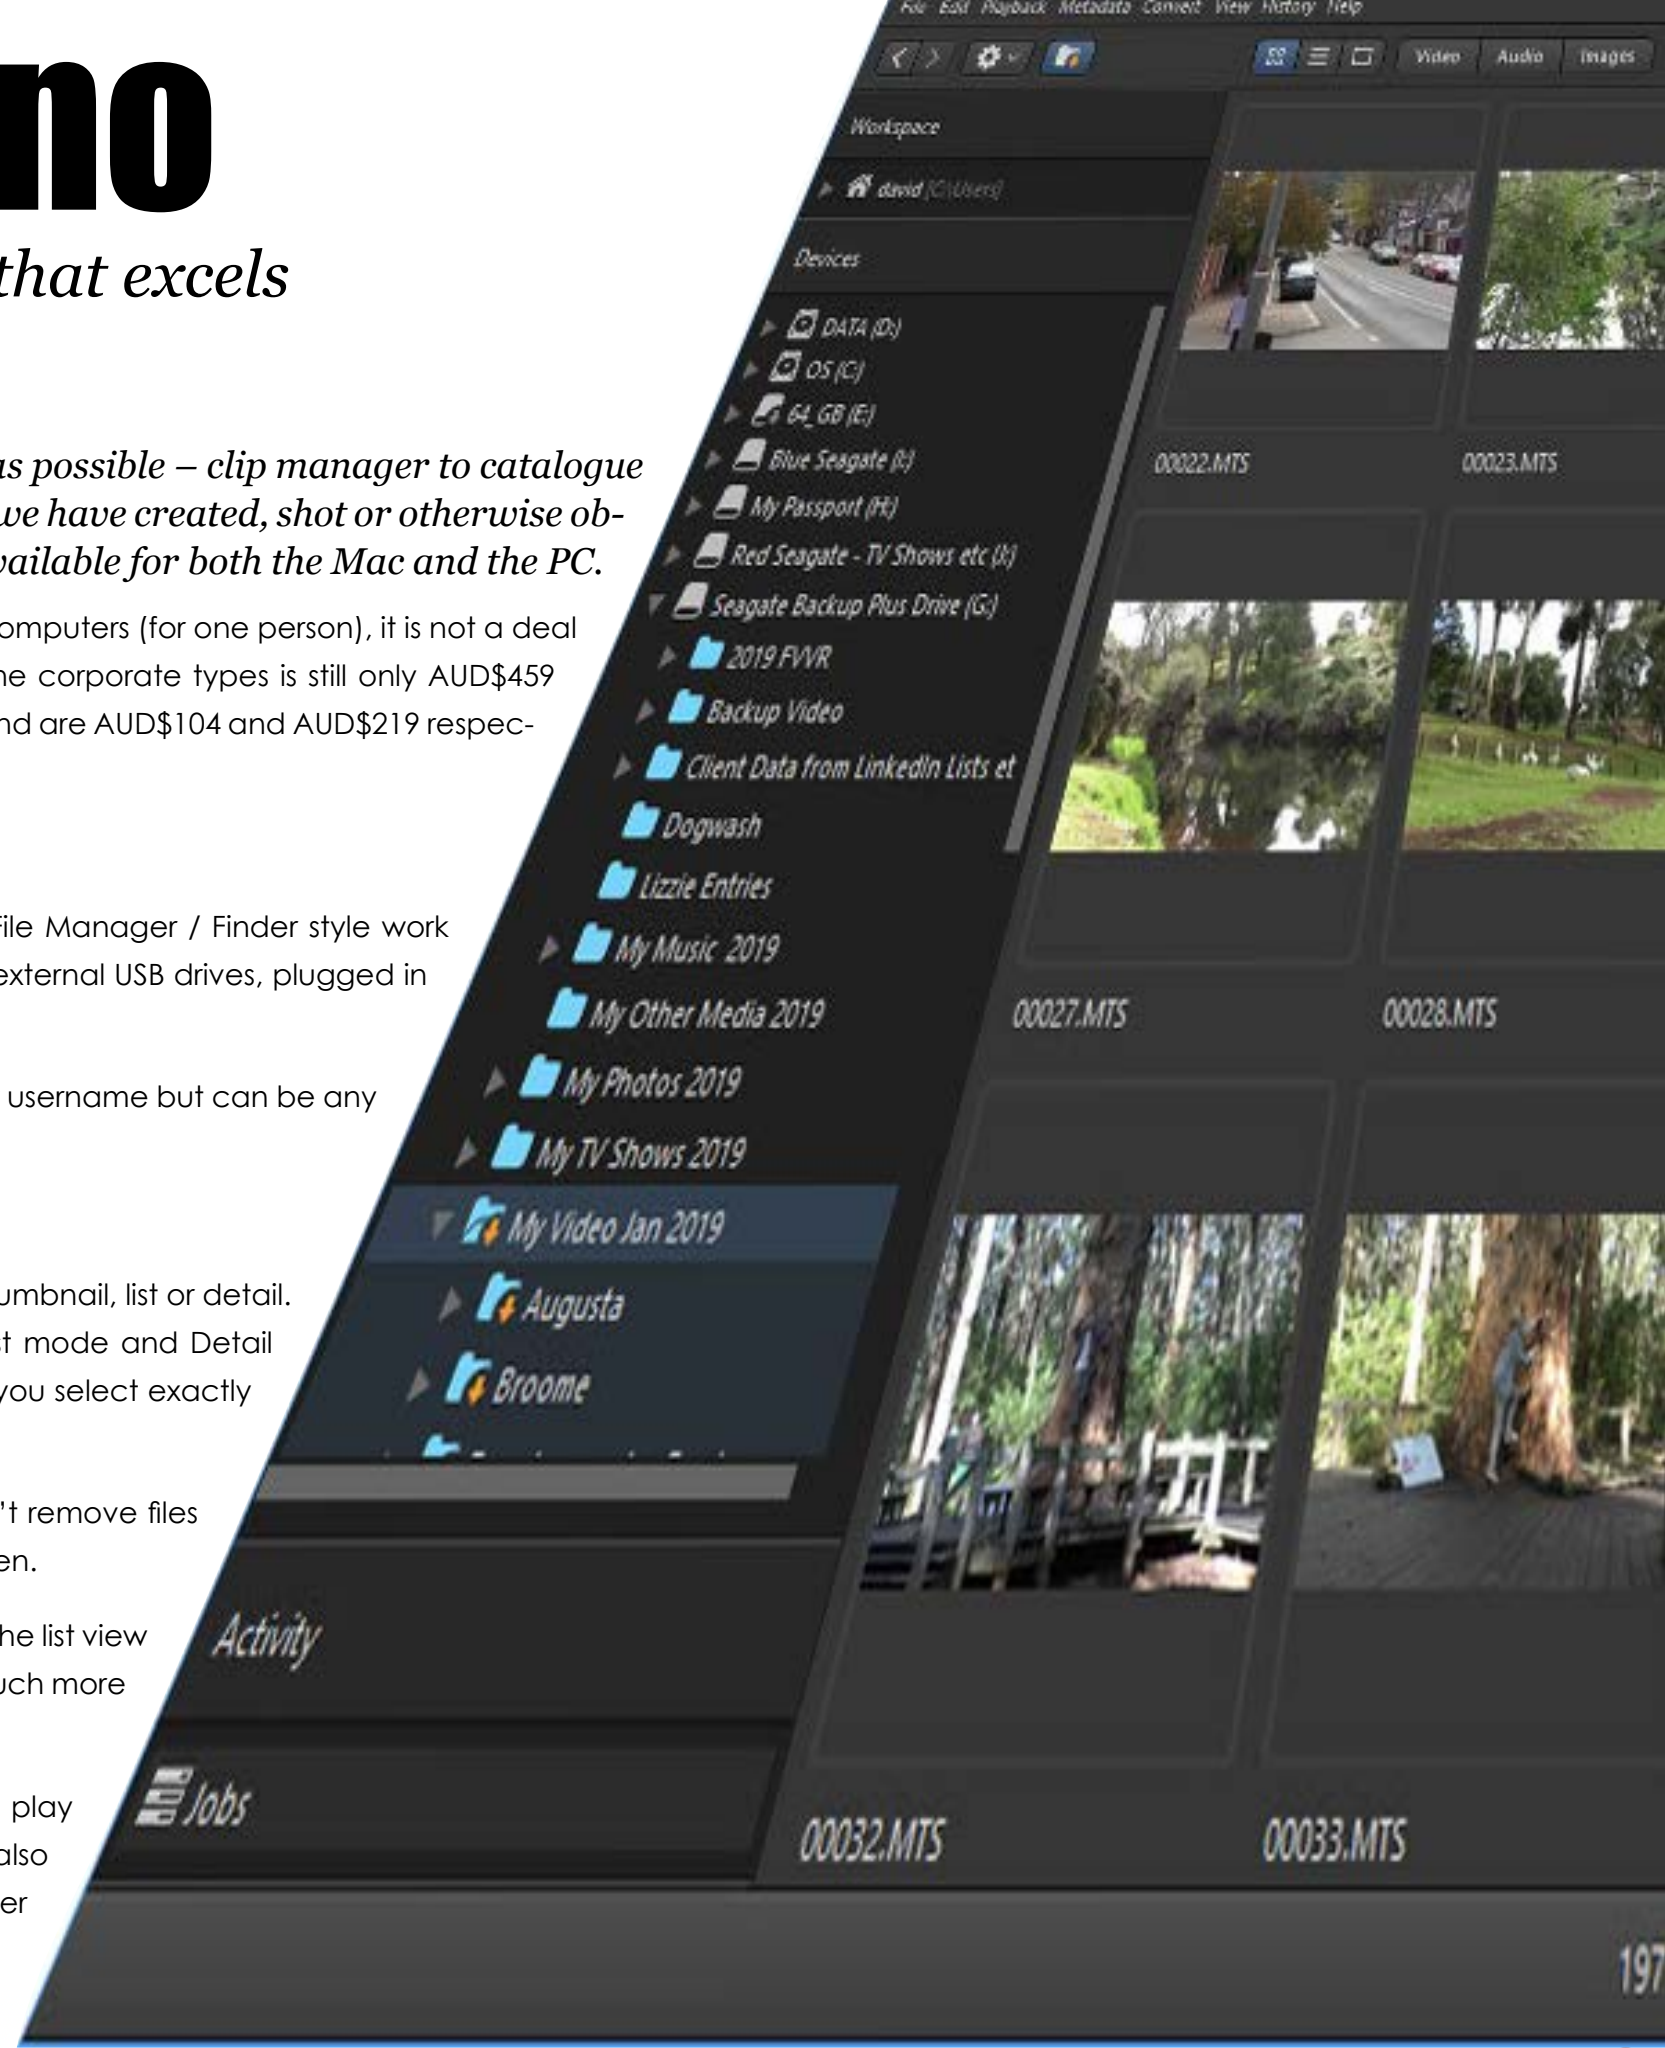 no
that excels
as possible – clip manager to catalogue
we have created, shot or otherwise ob-
vailable for both the Mac and the PC.
omputers (for one person), it is not a deal
he corporate types is still only AUD$459
nd are AUD$104 and AUD$219 respec-
File Manager / Finder style work
external USB drives, plugged in
username but can be any
umbnail, list or detail.
st mode and Detail
you select exactly
't remove files
en.
he list view
uch more
play
also
er
File Edit Playback Metadata Convert View History Help
Video Audio Images
Workspace
david [C:\Users]
Devices
DATA (D:)
OS (C:)
64_GB (E:)
Blue Seagate (I:)
My Passport (H:)
Red Seagate - TV Shows etc (J:)
Seagate Backup Plus Drive (G:)
2019 FVVR
Backup Video
Client Data from LinkedIn Lists et
Dogwash
Lizzie Entries
My Music 2019
My Other Media 2019
My Photos 2019
My TV Shows 2019
My Video Jan 2019
Augusta
Broome
Activity
Jobs
00022.MTS 00023.MTS
00027.MTS 00028.MTS
00032.MTS 00033.MTS
197